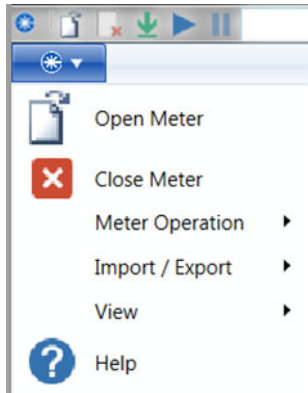 Open Meter
Close Meter
Meter Operation
Import / Export
View
Help